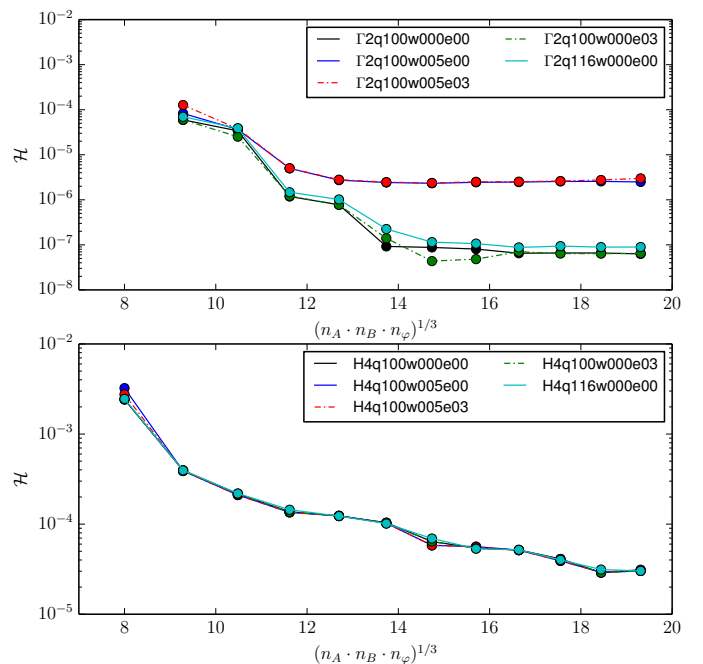 10⁻²
10⁻³
10⁻⁴
10⁻⁵
10⁻⁶
10⁻⁷
10⁻⁸
ℋ
Γ2q100w000e00
Γ2q100w005e00
Γ2q100w005e03
Γ2q100w000e03
Γ2q116w000e00
8 10 12 14 16 18 20
(n_A · n_B · n_φ)^{1/3}
10⁻²
10⁻³
10⁻⁴
10⁻⁵
ℋ
H4q100w000e00
H4q100w005e00
H4q100w005e03
H4q100w000e03
H4q116w000e00
8 10 12 14 16 18 20
(n_A · n_B · n_φ)^{1/3}